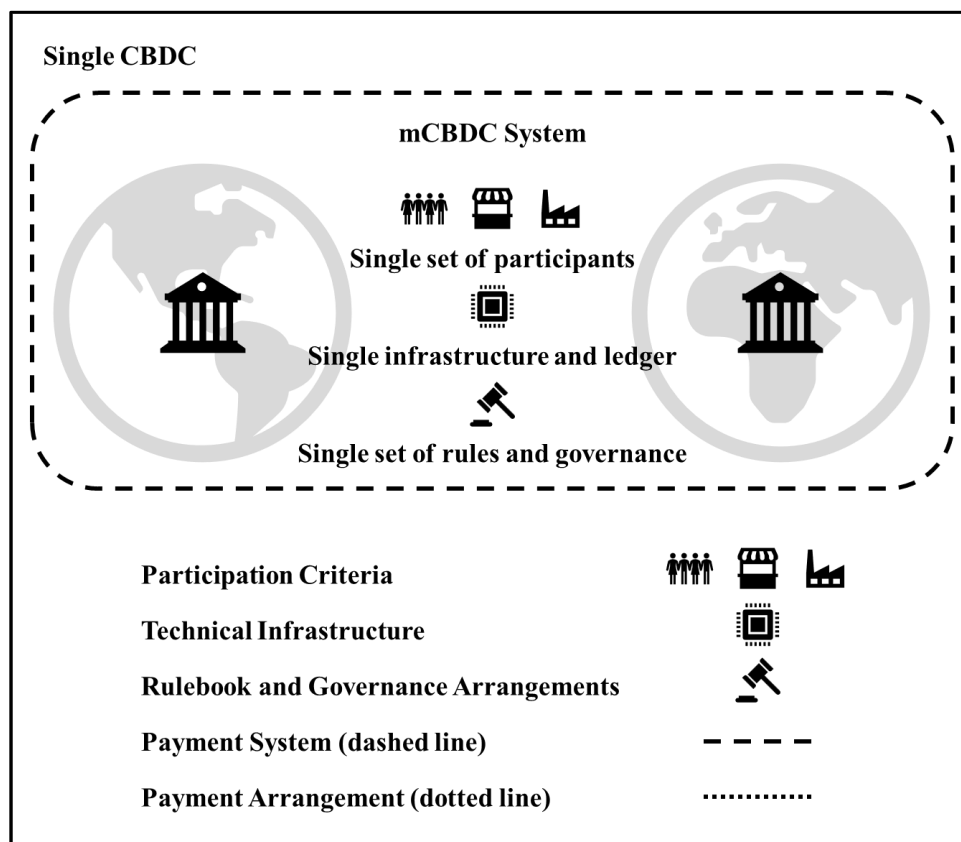 Single CBDC
mCBDC System
Single set of participants
Single infrastructure and ledger
Single set of rules and governance
Participation Criteria
Technical Infrastructure
Rulebook and Governance Arrangements
Payment System (dashed line)
Payment Arrangement (dotted line)